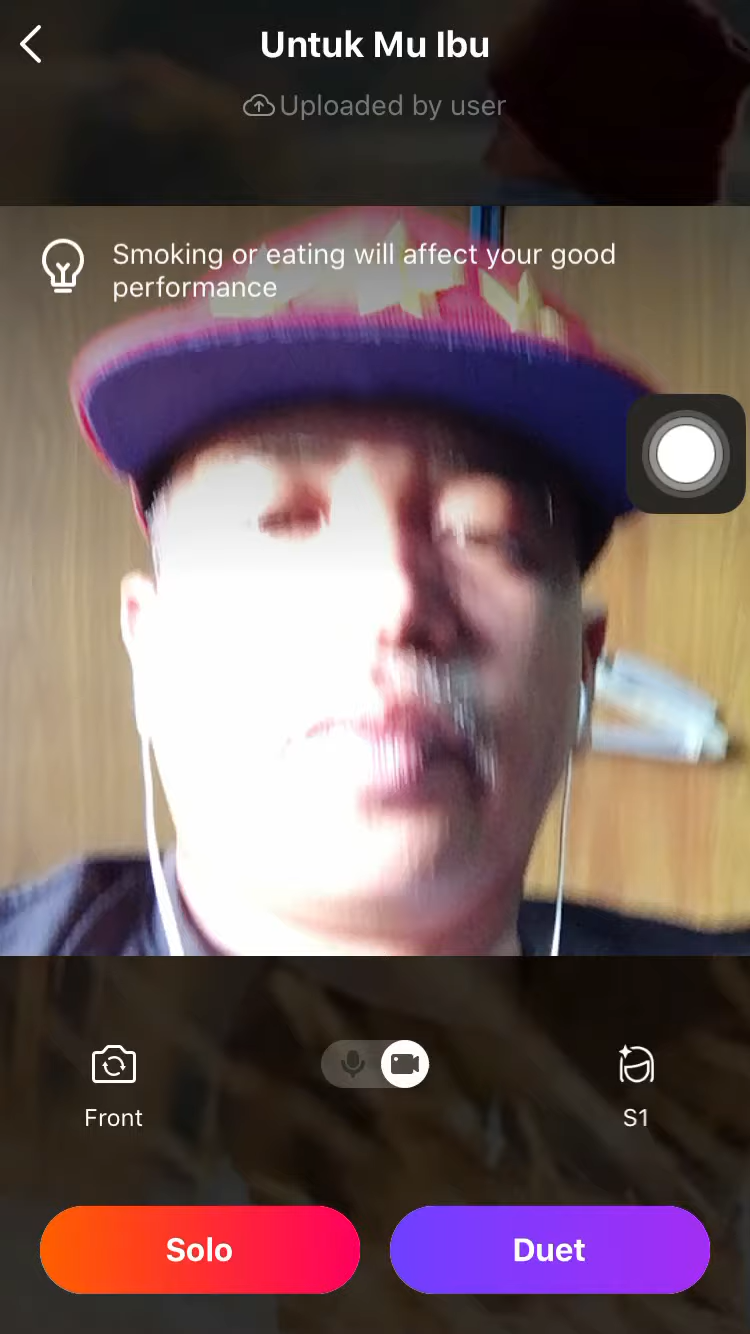 Untuk Mu Ibu
Uploaded by user
Smoking or eating will affect your good
performance
Front
S1
Solo
Duet